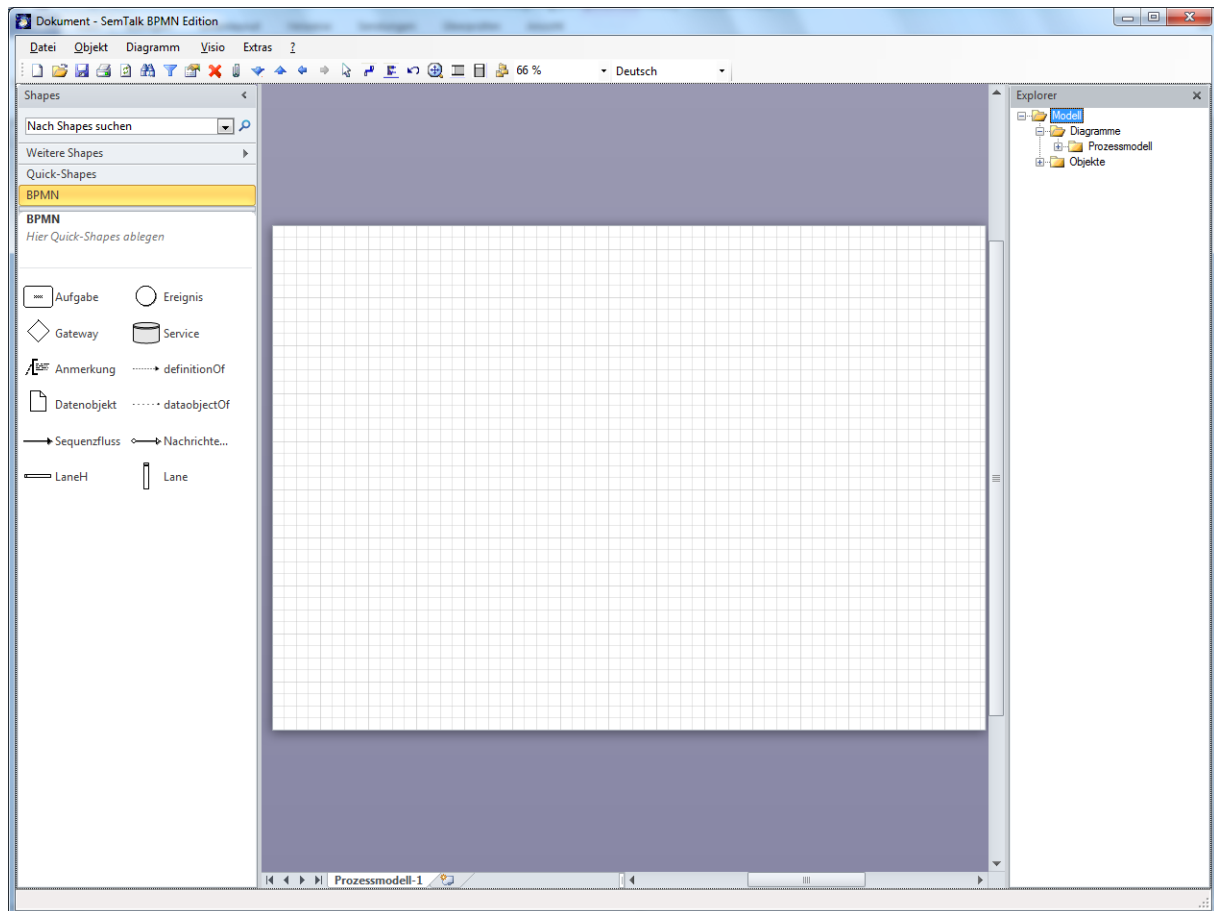 Dokument - SemTalk BPMN Edition
Datei Objekt Diagramm Visio Extras ?
66 % Deutsch
Shapes
Nach Shapes suchen
Weitere Shapes
Quick-Shapes
BPMN
BPMN
Hier Quick-Shapes ablegen
Aufgabe Ereignis
Gateway Service
Anmerkung definitionOf
Datenobjekt dataobjectOf
Sequenzfluss Nachrichte...
LaneH Lane
Prozessmodell-1
Explorer
Modell
Diagramme
Prozessmodell
Objekte